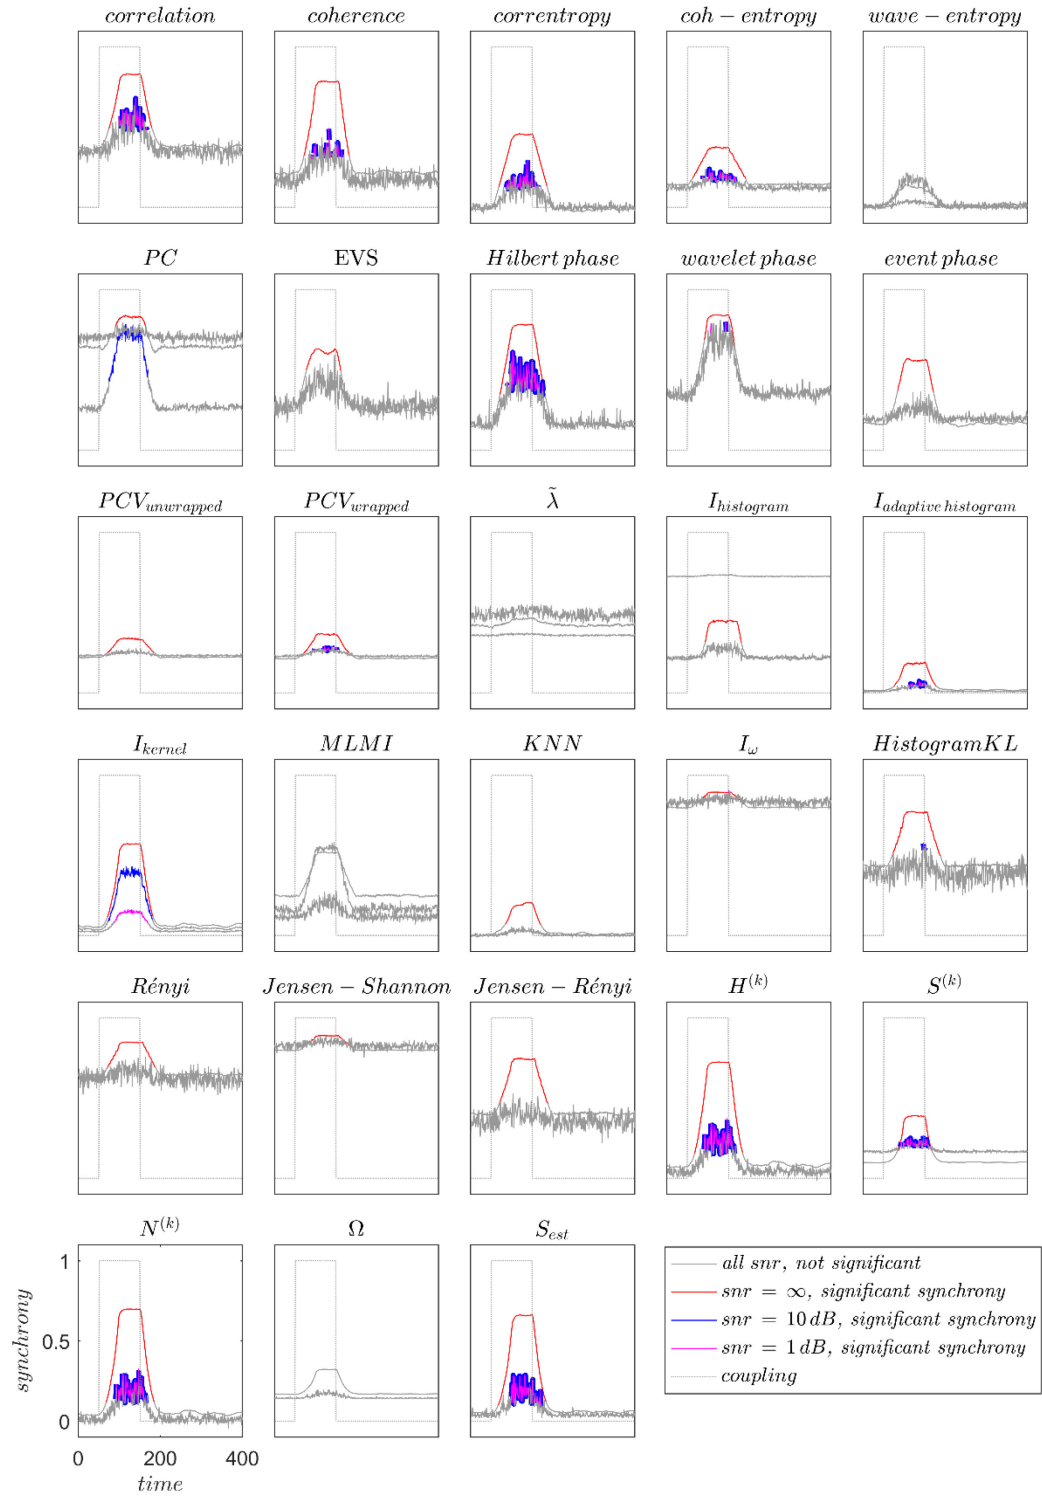 correlation coherence correntropy coh − entropy wave − entropy
PC EVS Hilbert phase wavelet phase event phase
PCV_unwrapped PCV_wrapped λ̃ I_histogram I_adaptive histogram
I_kernel MLMI KNN I_ω HistogramKL
Rényi Jensen − Shannon Jensen − Rényi H^(k) S^(k)
N^(k) Ω S_est
1
0.5
0
synchrony
0 200 400
time
all snr, not significant
snr = ∞, significant synchrony
snr = 10 dB, significant synchrony
snr = 1 dB, significant synchrony
coupling